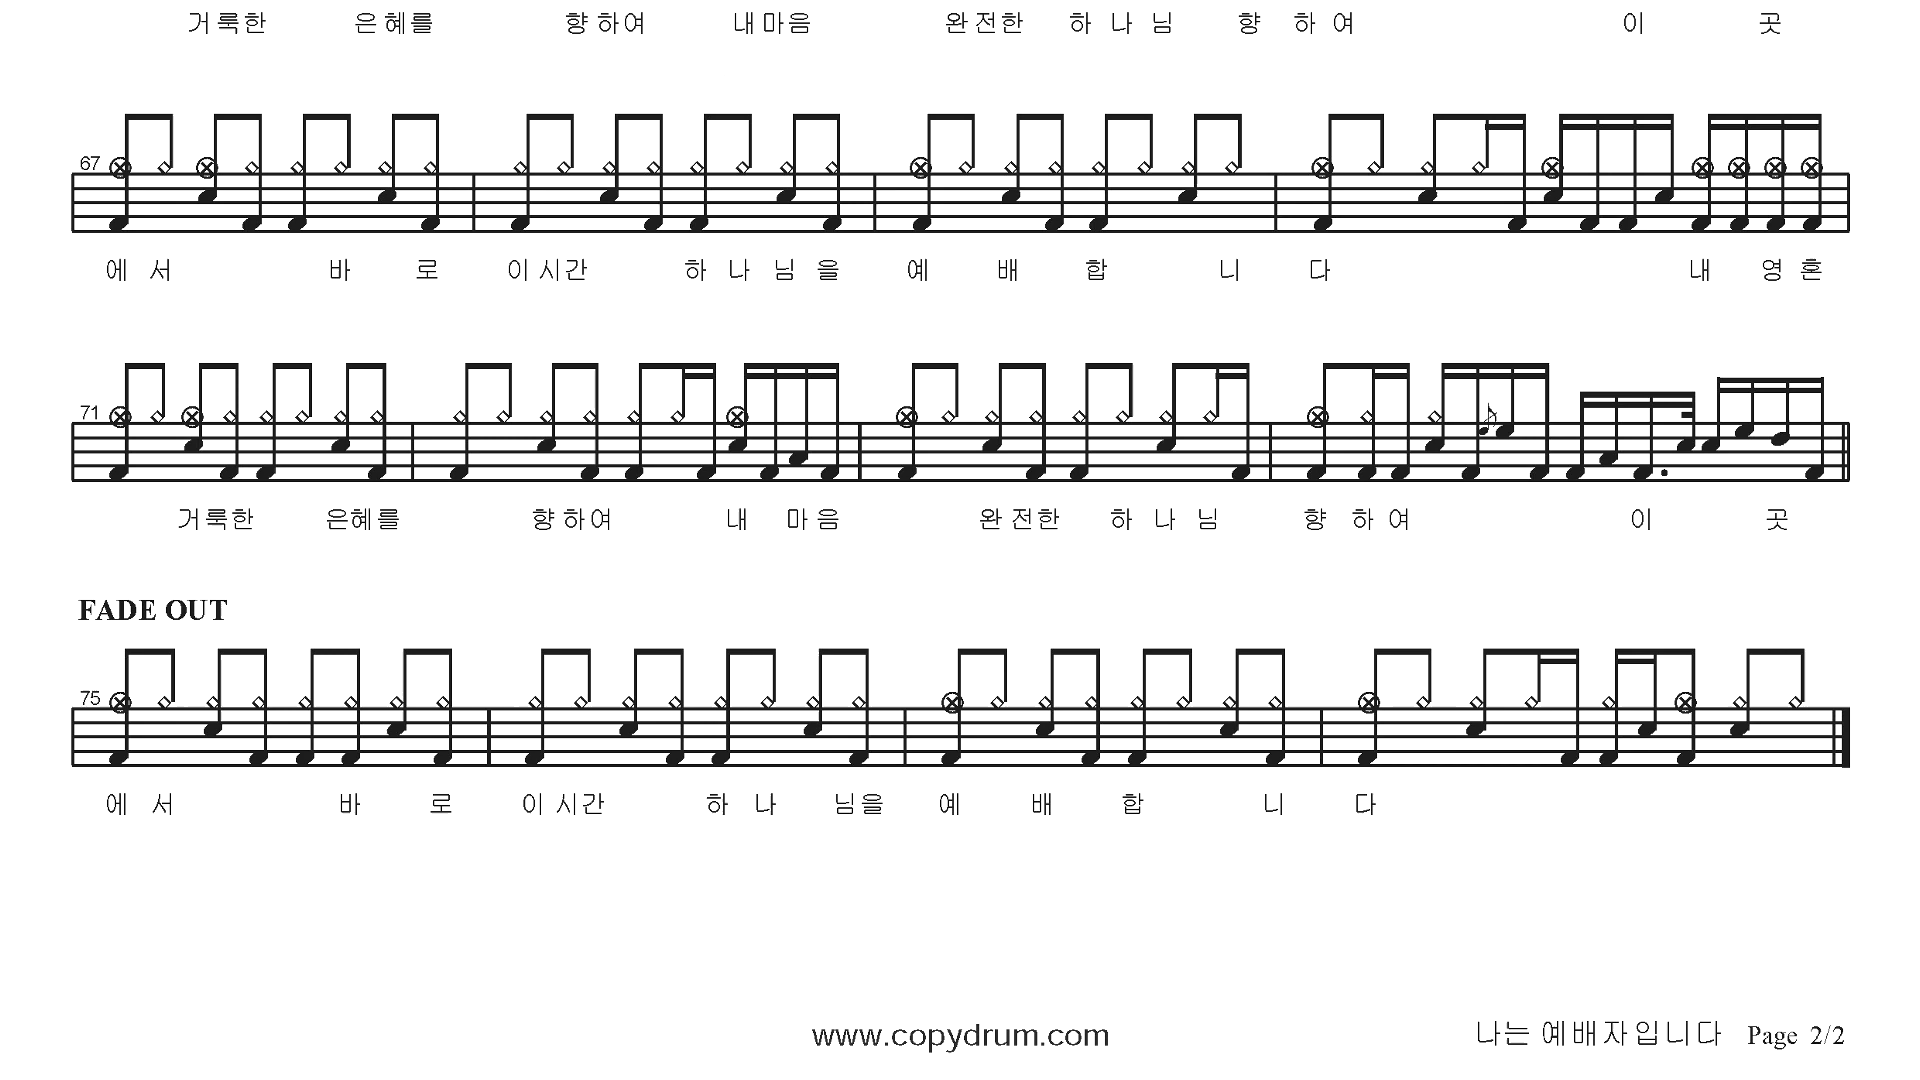 거룩한 은혜를 향하여 내마음 완전한 하나님 향하여 이 곳
67
에서 바로 이시간 하나님을 예배합니다 내 영혼
71
거룩한 은혜를 향하여 내 마음 완전한 하나님 향하여 이 곳
FADE OUT
75
에서 바로 이시간 하나님을 예배합니다
www.copydrum.com
나는 예배자입니다 Page 2/2